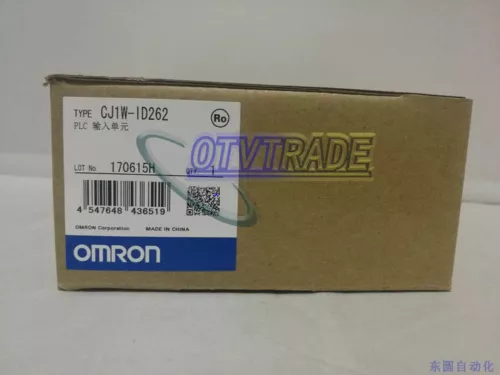 TYPE CJ1W-ID262
PLC 输入单元
Ro
OTVTRADE
LOT No 170615H QTY 1
4 547648 436519
OMRON Corporation MADE IN CHINA
OMRON
东圆自动化